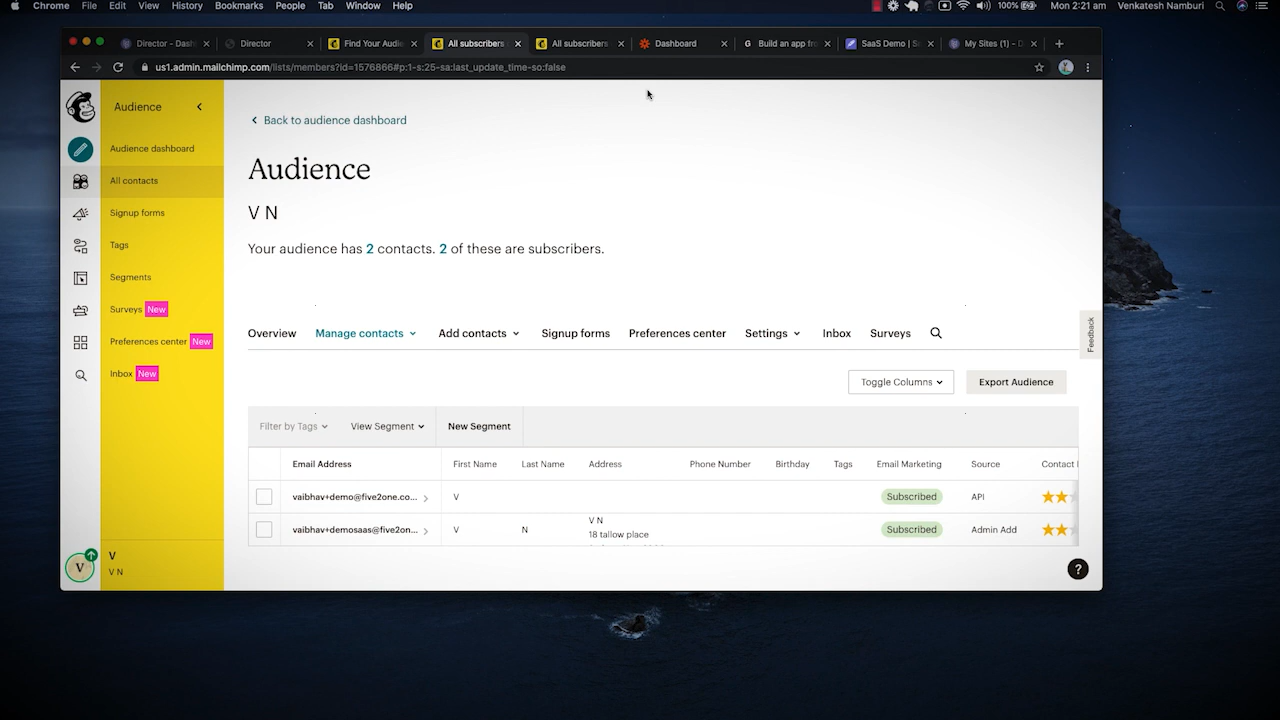 Chrome File Edit View History Bookmarks People Tab Window Help 100% Mon 2:21 am Venkatesh Namburi
Director - Dash Director Find Your Audie All subscribers All subscribers Dashboard Build an app fro SaaS Demo | S My Sites (1) - D
us1.admin.mailchimp.com/lists/members?id=1576866#p:1-s:25-sa:last_update_time-so:false
Audience
Audience dashboard
All contacts
Signup forms
Tags
Segments
Surveys New
Preferences center New
Inbox New
V
V
V N
Back to audience dashboard
Audience
V N
Your audience has 2 contacts. 2 of these are subscribers.
Overview Manage contacts Add contacts Signup forms Preferences center Settings Inbox Surveys
Feedback
Toggle Columns Export Audience
Filter by Tags View Segment New Segment
Email Address First Name Last Name Address Phone Number Birthday Tags Email Marketing Source Contact
vaibhav+demo@five2one.co... V Subscribed API
vaibhav+demosaas@five2on... V N V N Subscribed Admin Add
18 tallow place
?